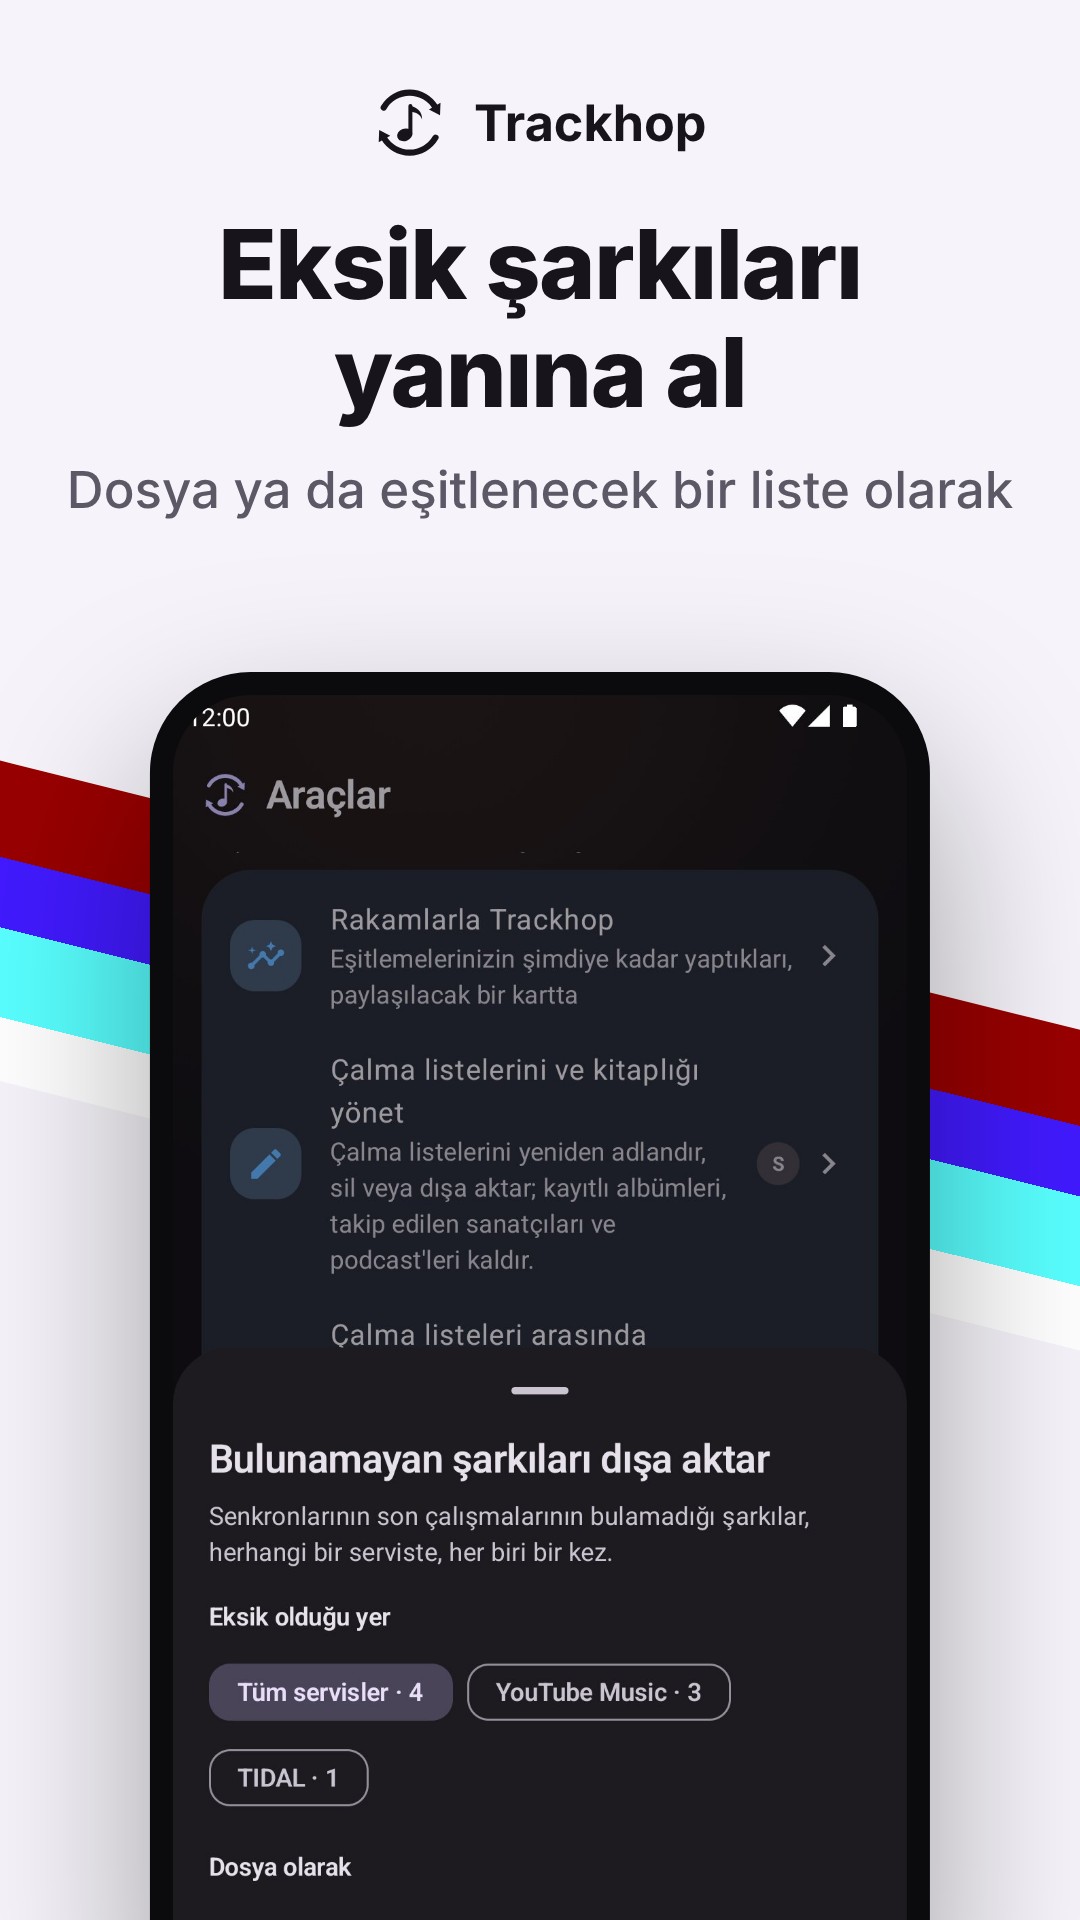 Trackhop
Eksik şarkıları
yanına al
Dosya ya da eşitlenecek bir liste olarak
12:00
Araçlar
Rakamlarla Trackhop
Eşitlemelerinizin şimdiye kadar yaptıkları,
paylaşılacak bir kartta
Çalma listelerini ve kitaplığı
yönet
Çalma listelerini yeniden adlandır,
sil veya dışa aktar; kayıtlı albümleri,
takip edilen sanatçıları ve
podcast'leri kaldır.
S
Çalma listeleri arasında
Bulunamayan şarkıları dışa aktar
Senkronlarının son çalışmalarının bulamadığı şarkılar,
herhangi bir serviste, her biri bir kez.
Eksik olduğu yer
Tüm servisler · 4
YouTube Music · 3
TIDAL · 1
Dosya olarak